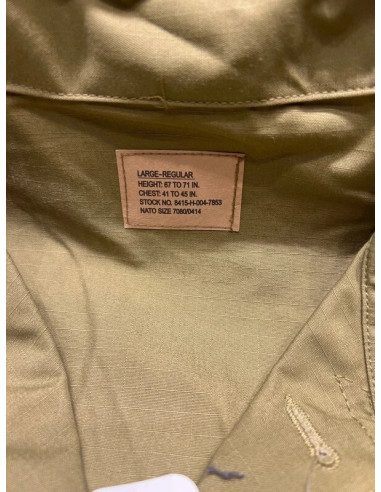 LARGE-REGULAR
HEIGHT: 67 TO 71 IN.
CHEST: 41 TO 45 IN.
STOCK NO. 8415-H-004-7853
NATO SIZE 7080/0414